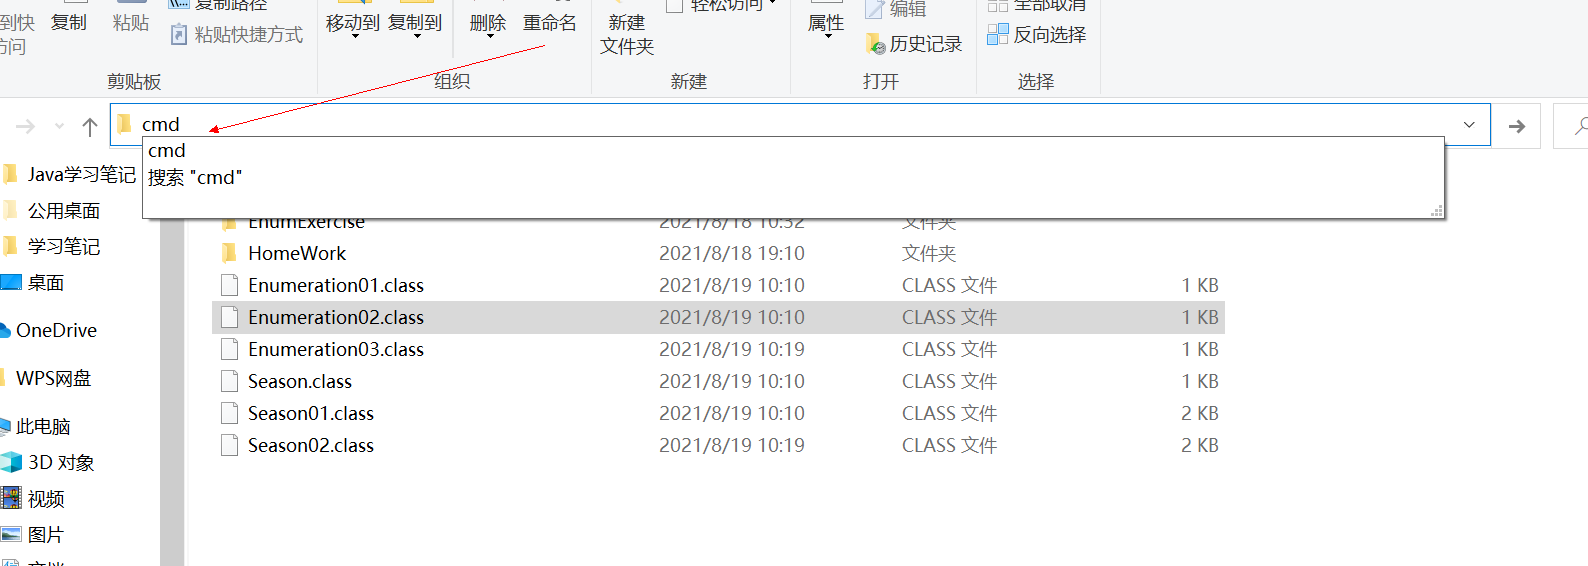 复制路径
轻松访问
编辑
全部取消
到快
访问
复制
粘贴
粘贴快捷方式
移动到
复制到
删除
重命名
新建
文件夹
属性
历史记录
反向选择
剪贴板
组织
新建
打开
选择
cmd
cmd
搜索 "cmd"
Java学习笔记
公用桌面
学习笔记
桌面
OneDrive
WPS网盘
此电脑
3D 对象
视频
图片
EnumExercise 2021/8/18 10:32 文件夹
HomeWork 2021/8/18 19:10 文件夹
Enumeration01.class 2021/8/19 10:10 CLASS 文件 1 KB
Enumeration02.class 2021/8/19 10:10 CLASS 文件 1 KB
Enumeration03.class 2021/8/19 10:19 CLASS 文件 1 KB
Season.class 2021/8/19 10:10 CLASS 文件 1 KB
Season01.class 2021/8/19 10:10 CLASS 文件 2 KB
Season02.class 2021/8/19 10:19 CLASS 文件 2 KB